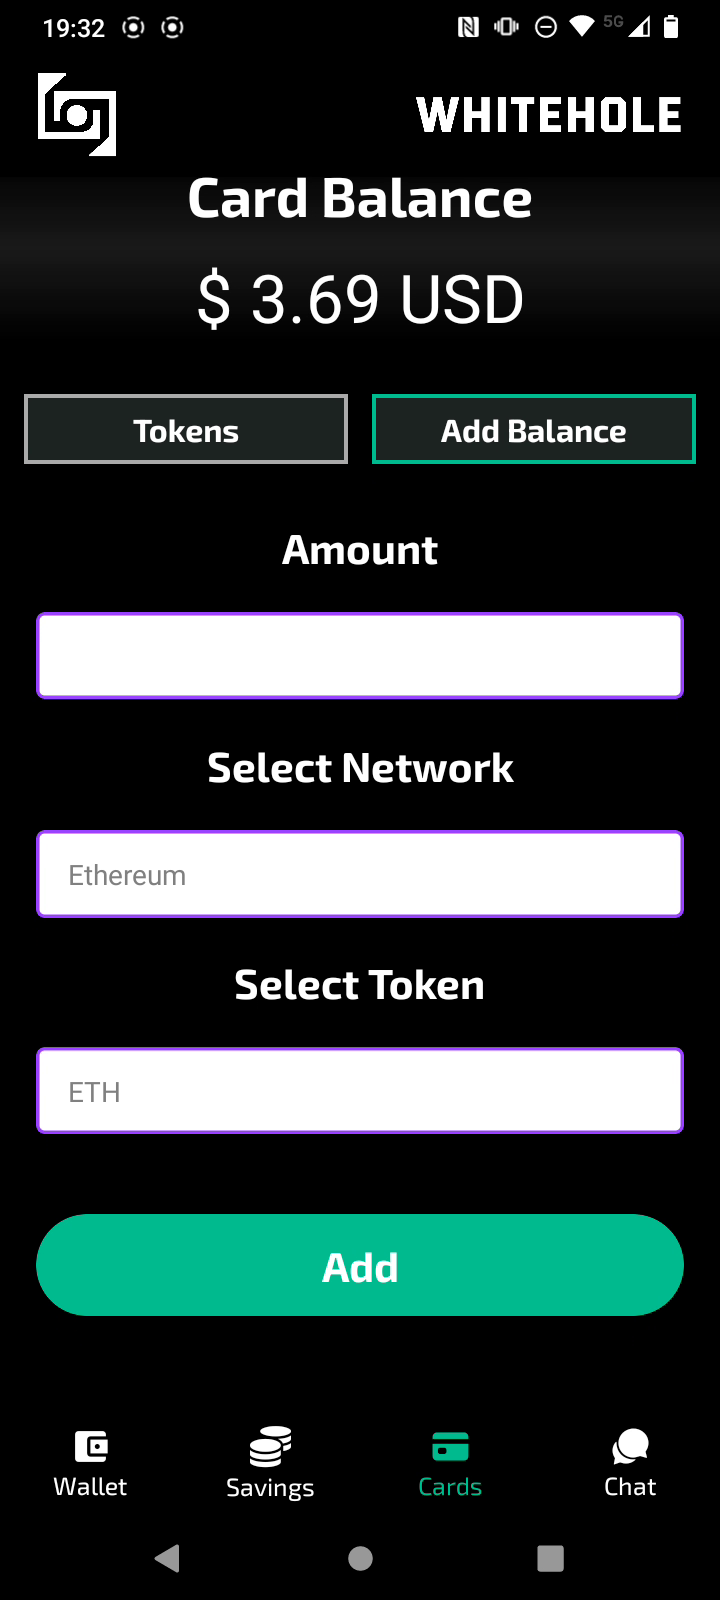 19:32
5G
WHITEHOLE
Card Balance
$ 3.69 USD
Tokens
Add Balance
Amount
Select Network
Ethereum
Select Token
ETH
Add
Wallet
Savings
Cards
Chat